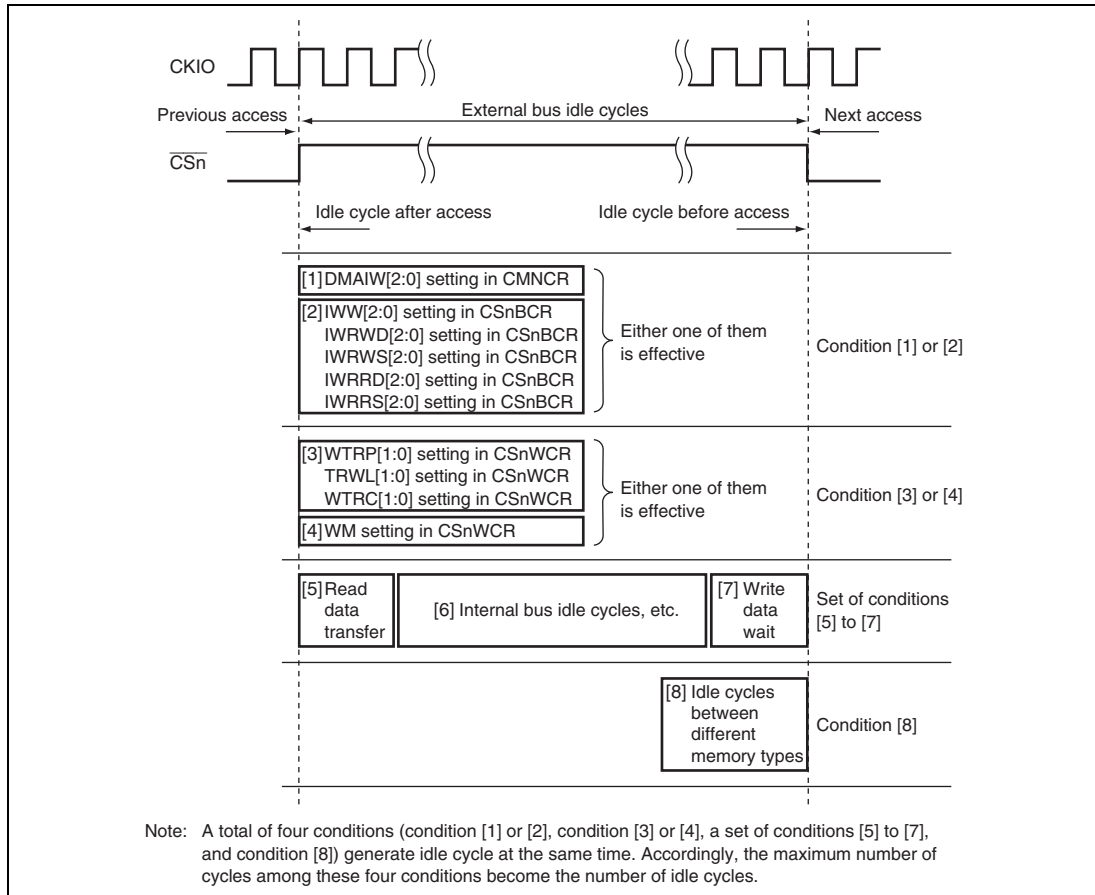 CKIO
Previous access
External bus idle cycles
Next access
CSn
Idle cycle after access
Idle cycle before access
[1] DMAIW[2:0] setting in CMNCR
[2] IWW[2:0] setting in CSnBCR
IWRWD[2:0] setting in CSnBCR
IWRWS[2:0] setting in CSnBCR
IWRRD[2:0] setting in CSnBCR
IWRRS[2:0] setting in CSnBCR
Either one of them
is effective
Condition [1] or [2]
[3] WTRP[1:0] setting in CSnWCR
TRWL[1:0] setting in CSnWCR
WTRC[1:0] setting in CSnWCR
[4] WM setting in CSnWCR
Either one of them
is effective
Condition [3] or [4]
[5] Read
data
transfer
[6] Internal bus idle cycles, etc.
[7] Write
data
wait
Set of conditions
[5] to [7]
[8] Idle cycles
between
different
memory types
Condition [8]
Note: A total of four conditions (condition [1] or [2], condition [3] or [4], a set of conditions [5] to [7],
and condition [8]) generate idle cycle at the same time. Accordingly, the maximum number of
cycles among these four conditions become the number of idle cycles.